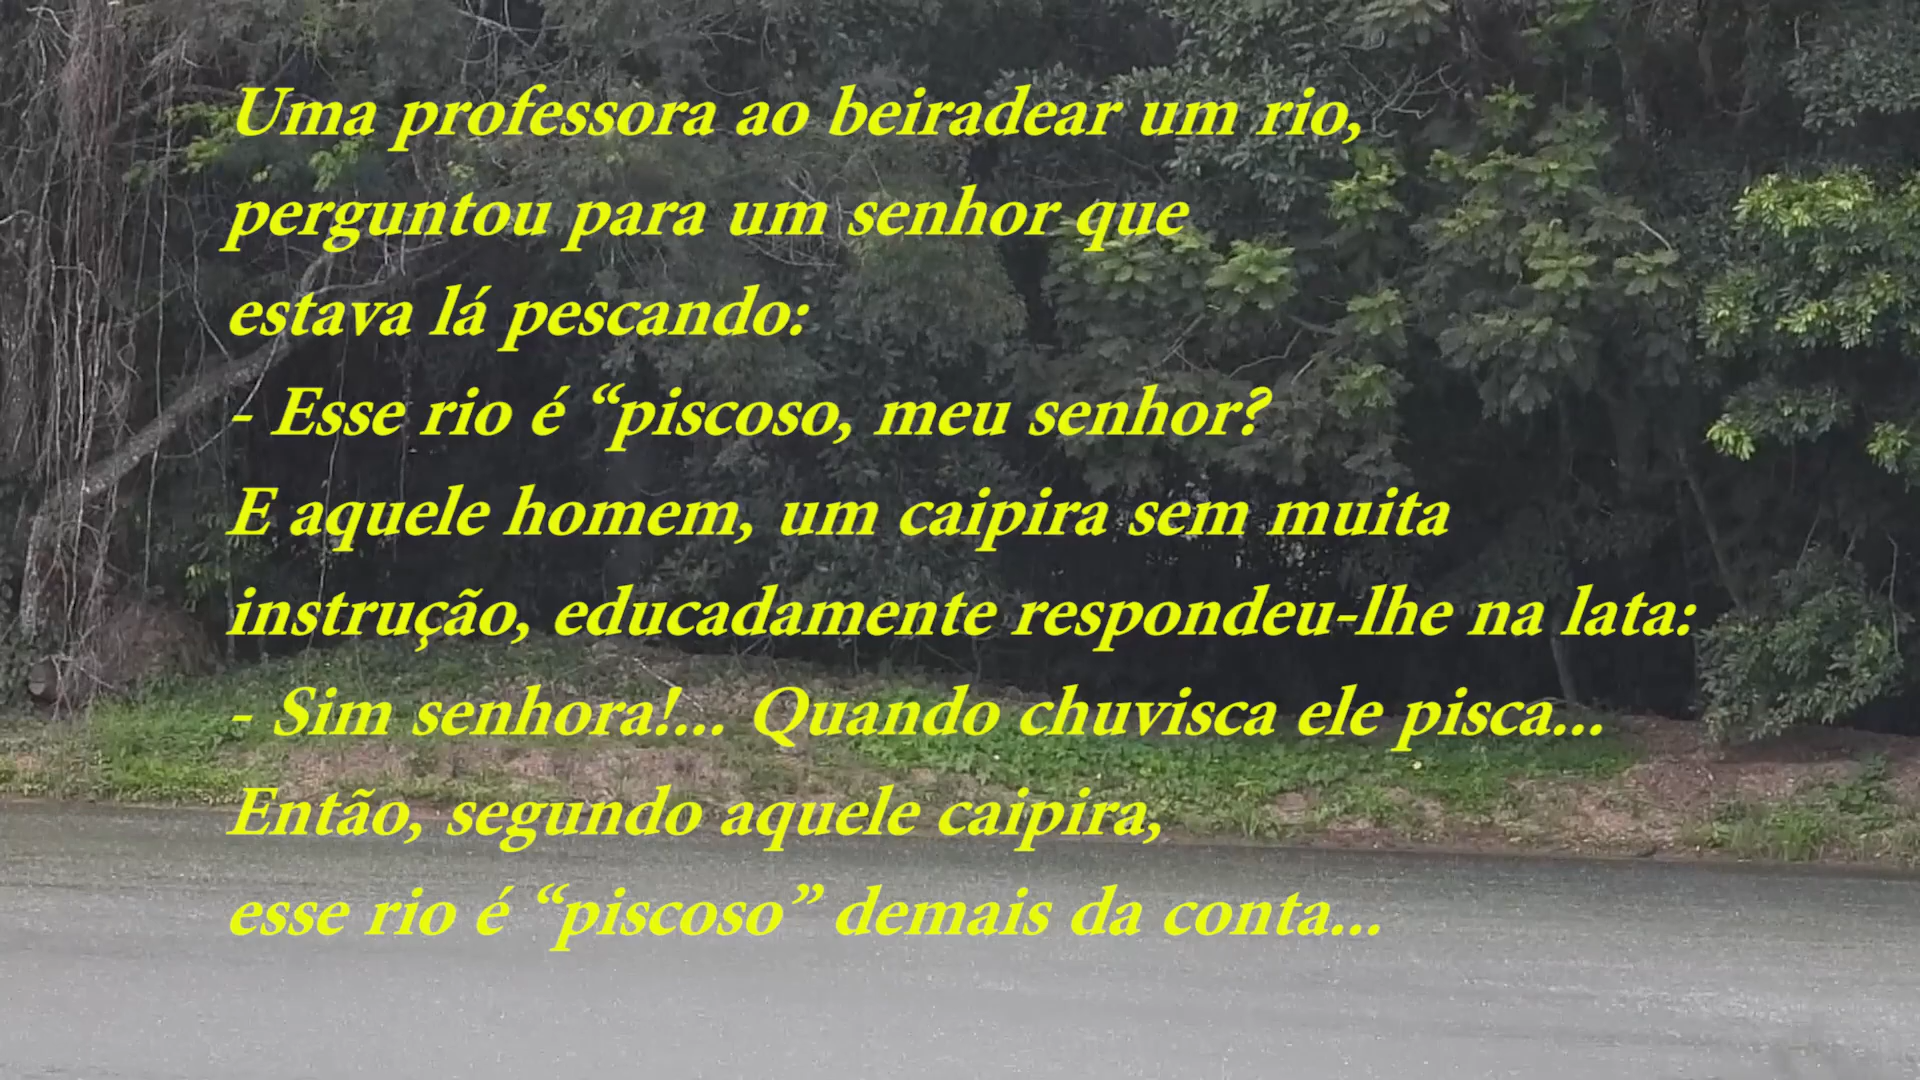 Uma professora ao beiradear um rio,
perguntou para um senhor que
estava lá pescando:
- Esse rio é “piscoso, meu senhor?
E aquele homem, um caipira sem muita
instrução, educadamente respondeu-lhe na lata:
- Sim senhora!... Quando chuvisca ele pisca...
Então, segundo aquele caipira,
esse rio é “piscoso” demais da conta...